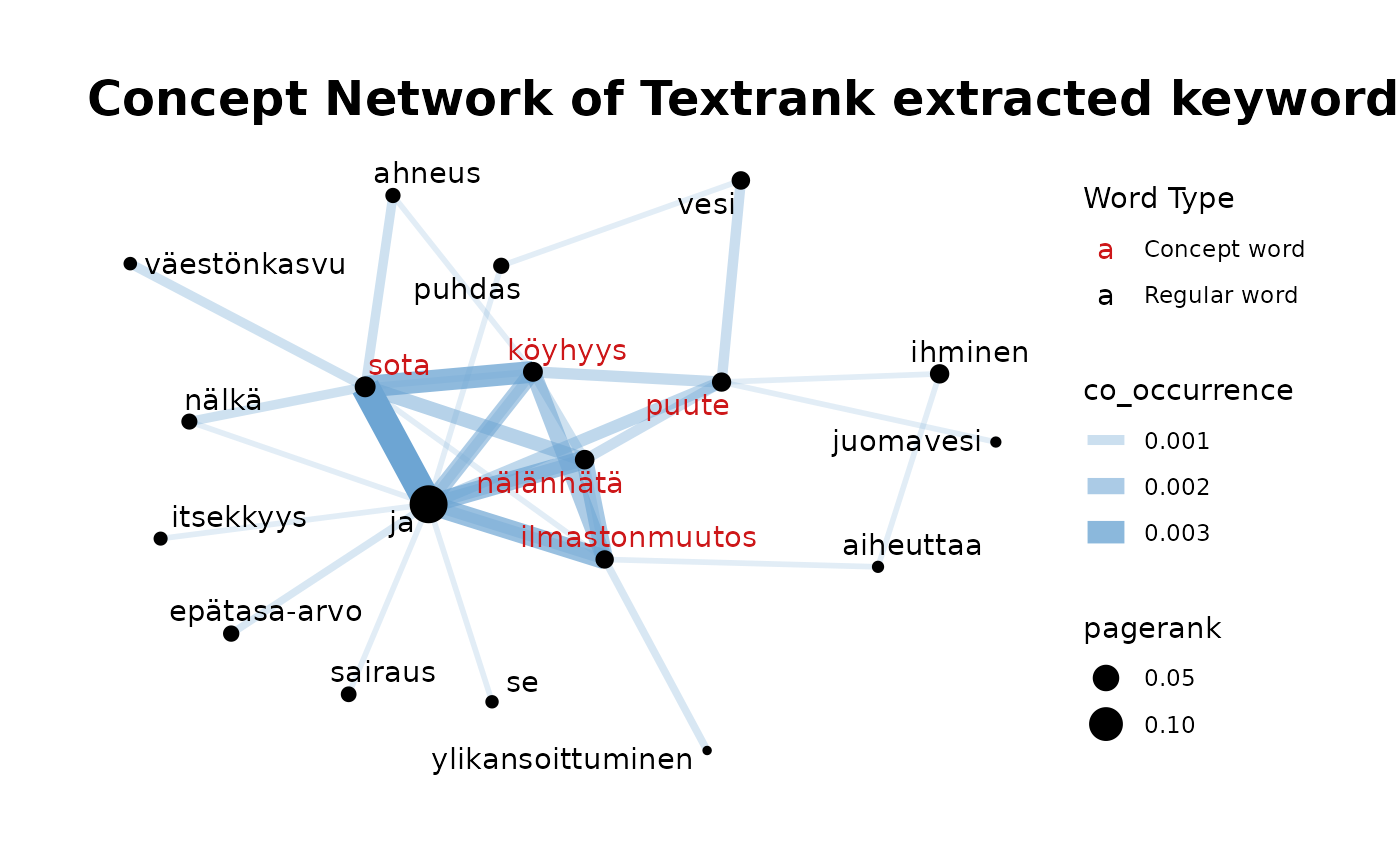 Concept Network of Textrank extracted keyword
ahneus
vesi
väestönkasvu
puhdas
köyhyys
sota
ihminen
nälkä
puute
juomavesi
nälänhätä
itsekkyys
ja
ilmastonmuutos
aiheuttaa
epätasa-arvo
sairaus
se
ylikansoittuminen
Word Type
a Concept word
a Regular word
co_occurrence
0.001
0.002
0.003
pagerank
0.05
0.10